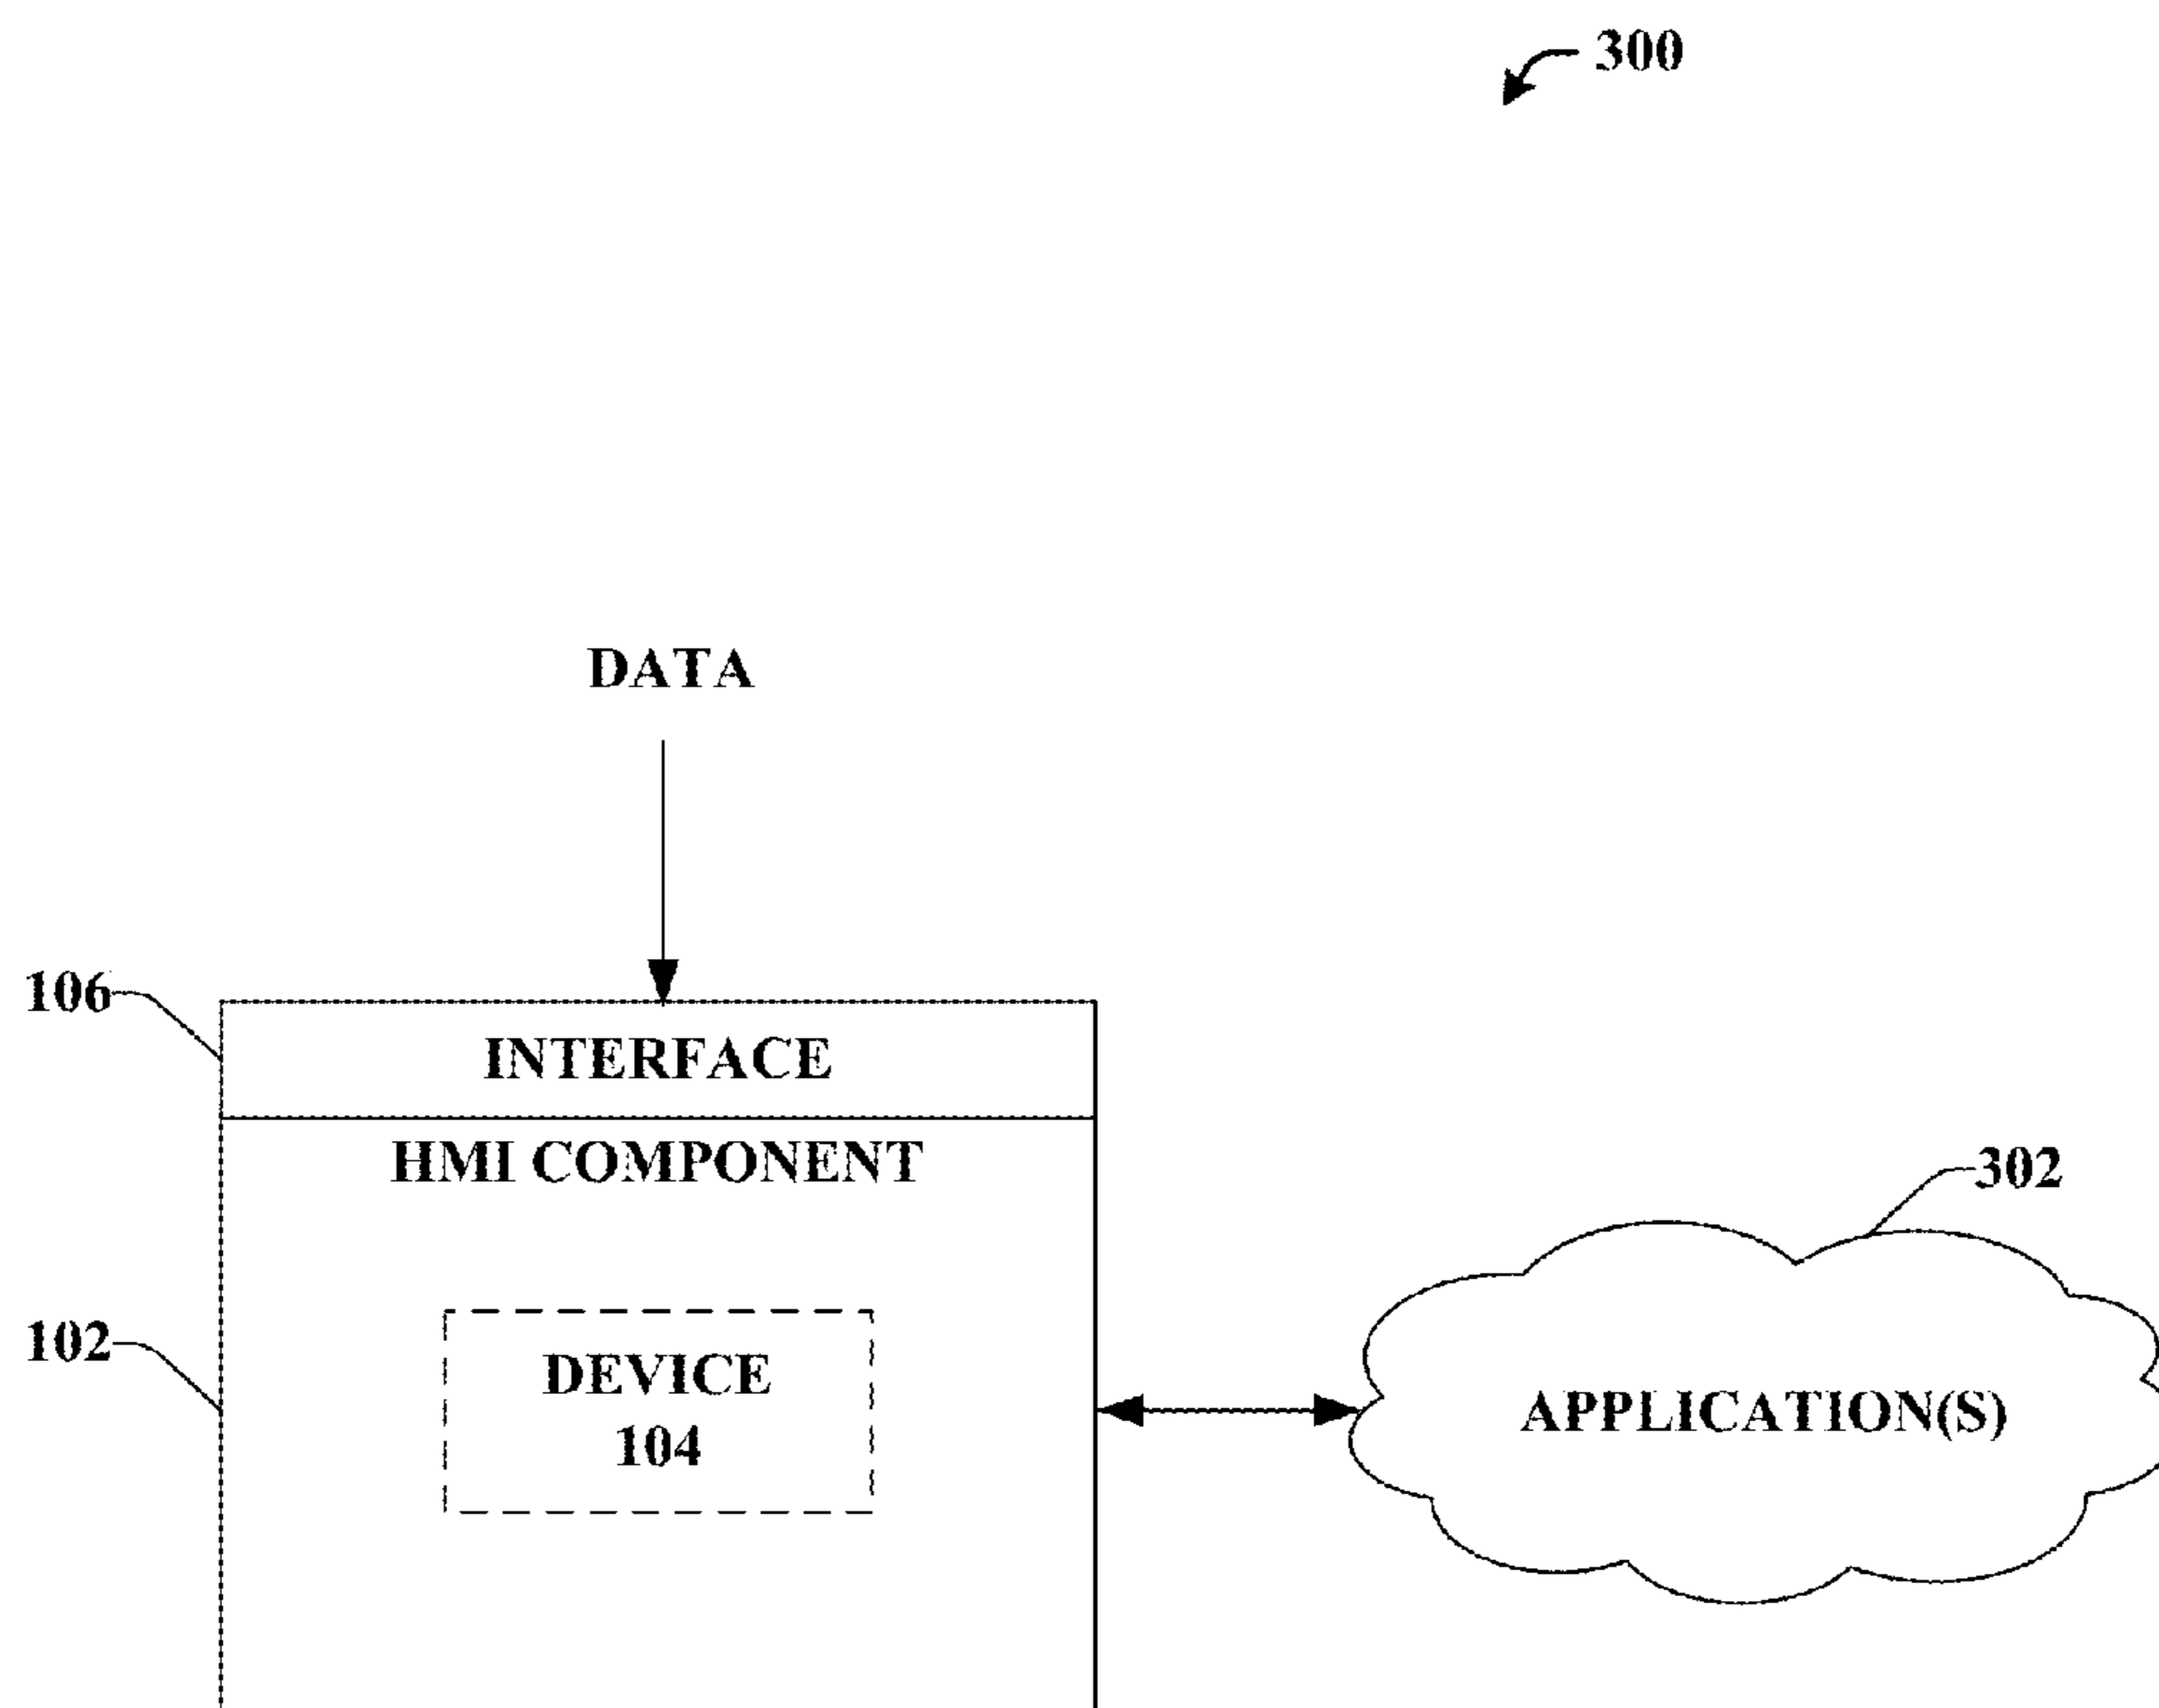 300
DATA
106
INTERFACE
HMI COMPONENT
302
102
DEVICE
104
APPLICATION(S)